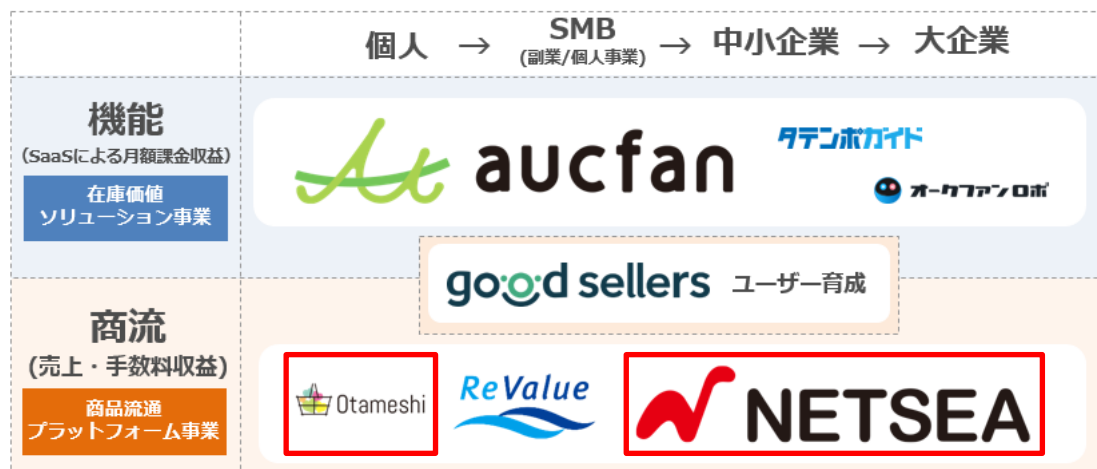 個人 → SMB → 中小企業 → 大企業
(副業/個人事業)
機能
(SaaSによる月額課金収益)
在庫価値
ソリューション事業
aucfan
タテンポガイド
オークファンロボ
good sellers ユーザー育成
商流
(売上・手数料収益)
商品流通
プラットフォーム事業
Otameshi
ReValue
NETSEA